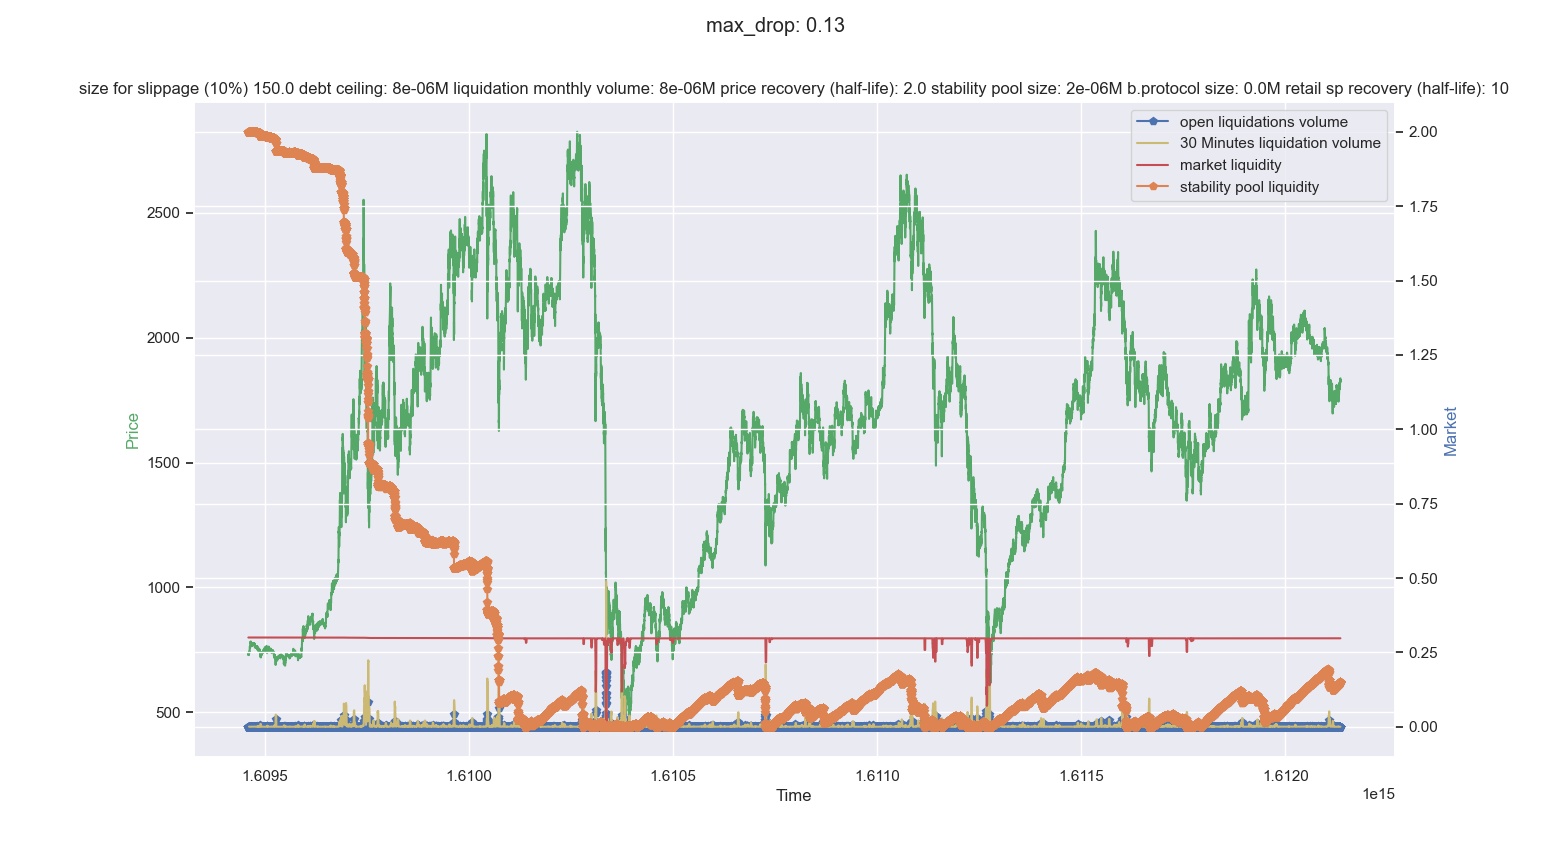 max_drop: 0.13
size for slippage (10%) 150.0 debt ceiling: 8e-06M liquidation monthly volume: 8e-06M price recovery (half-life): 2.0 stability pool size: 2e-06M b.protocol size: 0.0M retail sp recovery (half-life): 10
open liquidations volume
30 Minutes liquidation volume
market liquidity
stability pool liquidity
2500
2000
1500
1000
500
Price
2.00
1.75
1.50
1.25
1.00
0.75
0.50
0.25
0.00
Market
1.6095 1.6100 1.6105 1.6110 1.6115 1.6120
Time
1e15